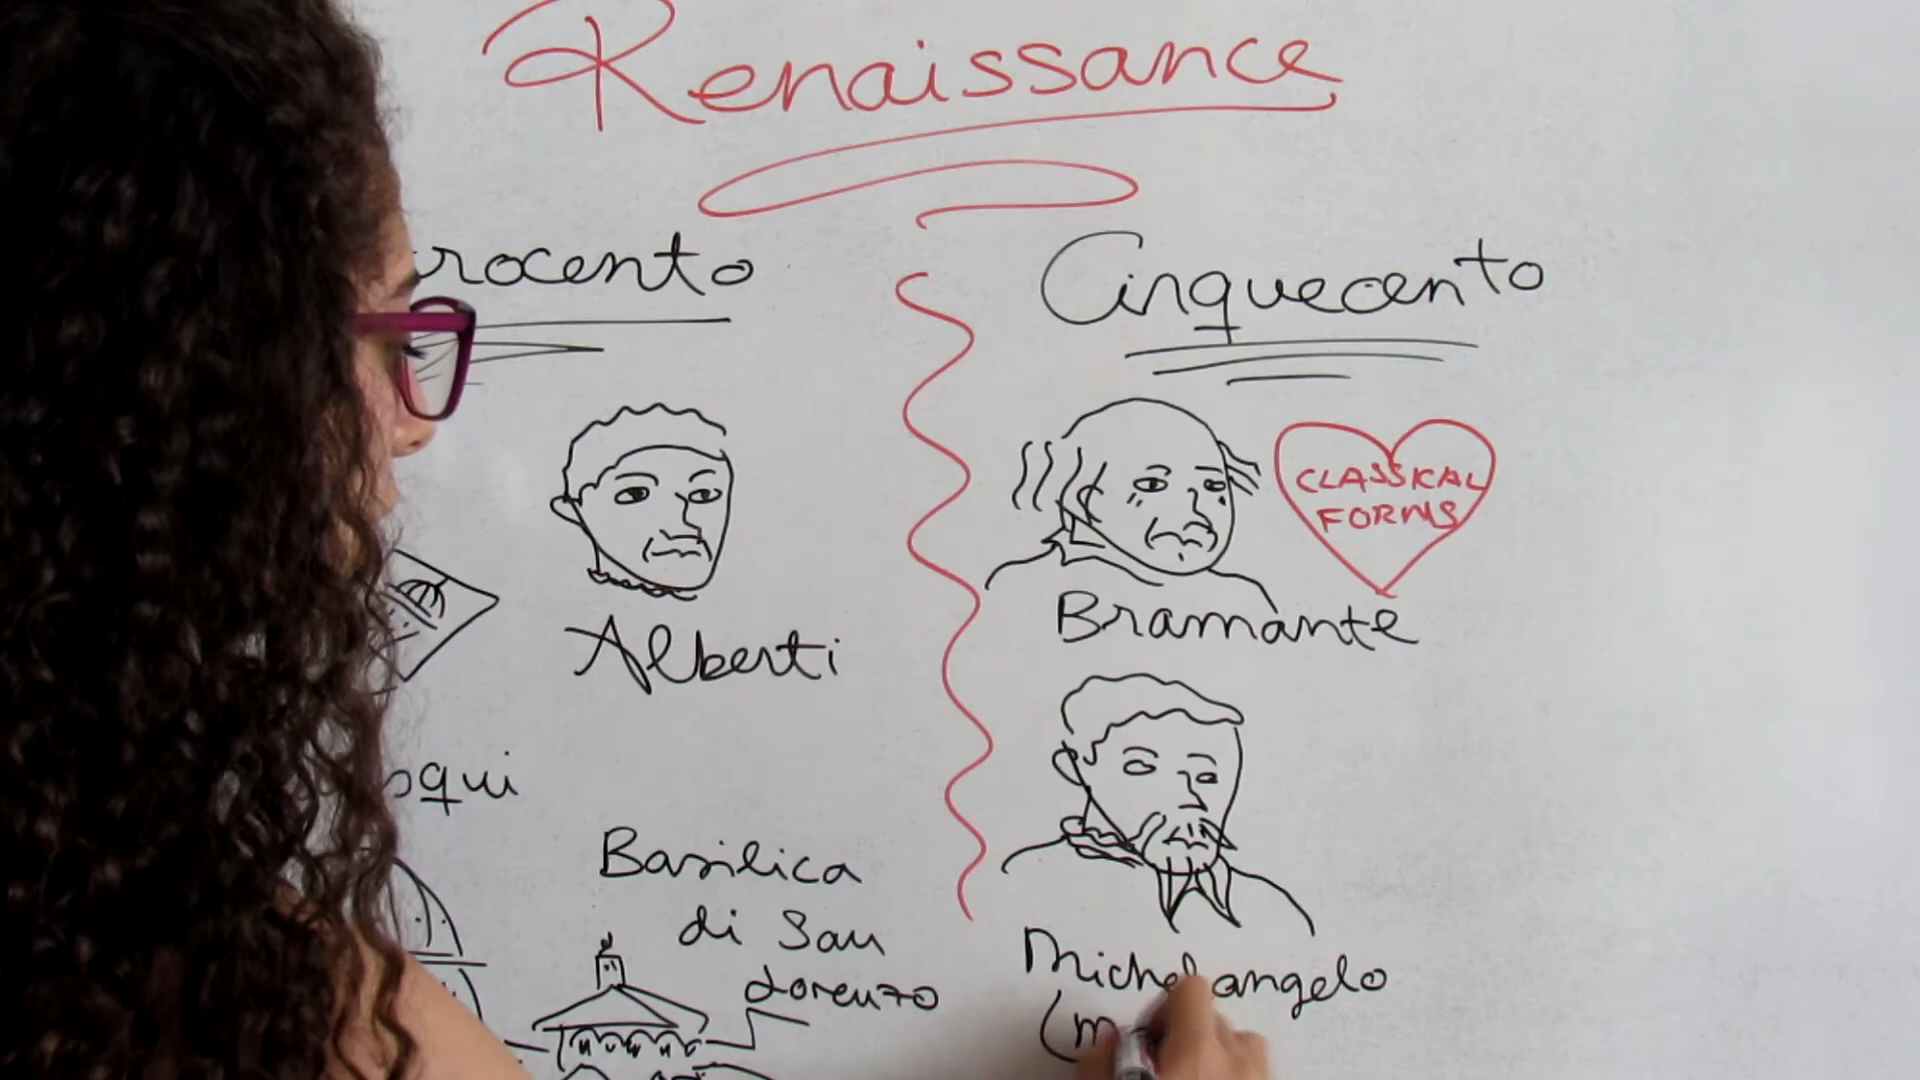 Renaissance
rocento
Cinquecento
CLASSICAL
FORMS
Alberti
Bramante
squi
Basilica
di San
Lorenzo
Michelangelo
(m